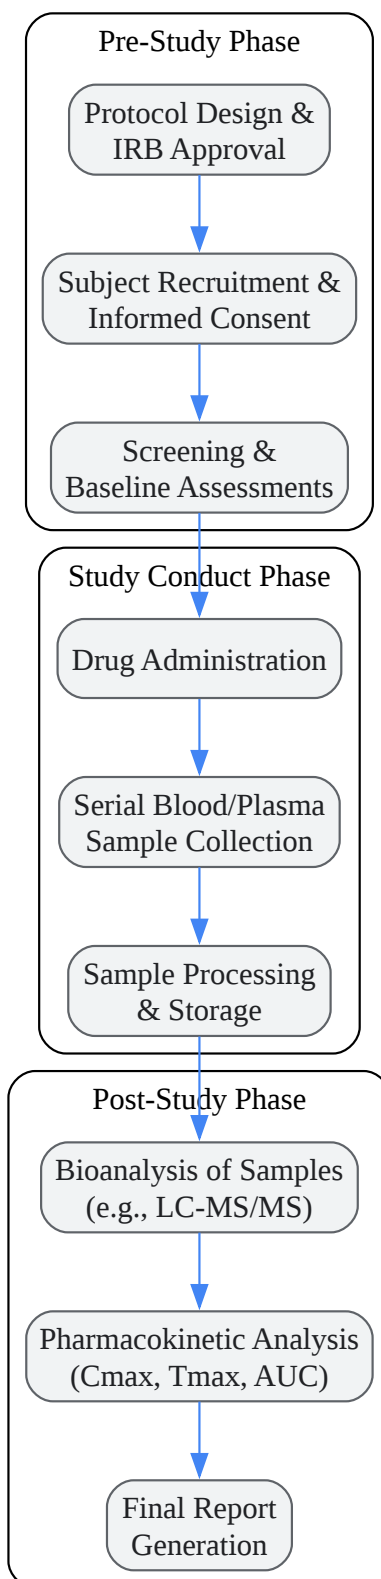 Pre-Study Phase
Protocol Design &
IRB Approval
Subject Recruitment &
Informed Consent
Screening &
Baseline Assessments
Study Conduct Phase
Drug Administration
Serial Blood/Plasma
Sample Collection
Sample Processing
& Storage
Post-Study Phase
Bioanalysis of Samples
(e.g., LC-MS/MS)
Pharmacokinetic Analysis
(Cmax, Tmax, AUC)
Final Report
Generation